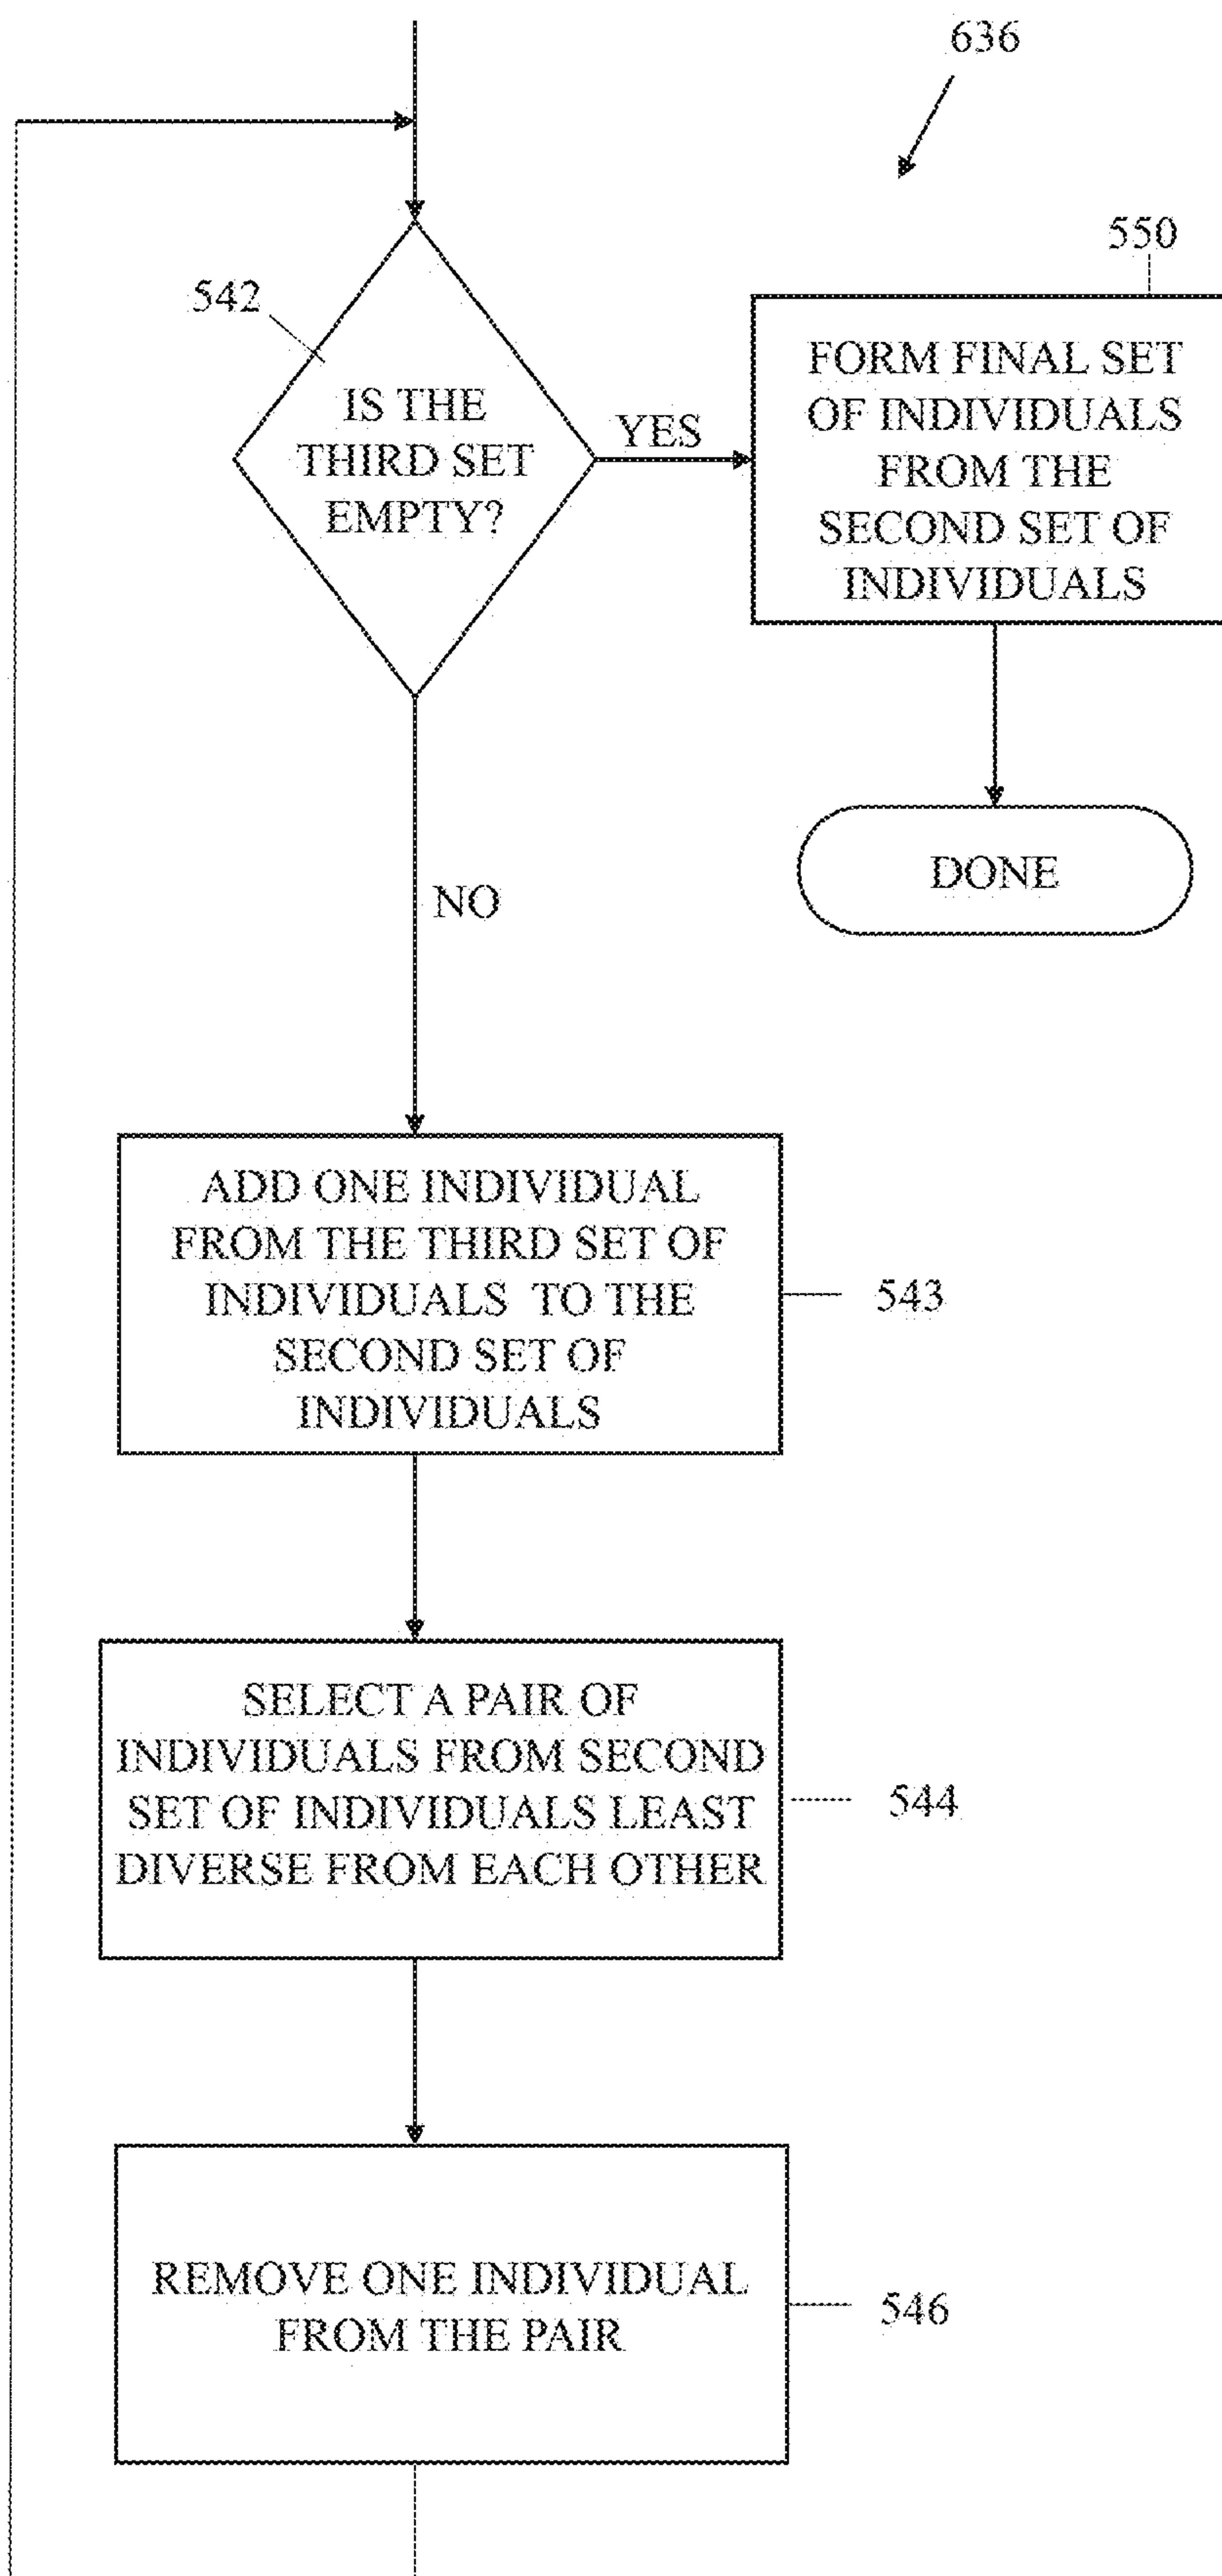 636
542
IS THE
THIRD SET
EMPTY?
YES
550
FORM FINAL SET
OF INDIVIDUALS
FROM THE
SECOND SET OF
INDIVIDUALS
DONE
NO
ADD ONE INDIVIDUAL
FROM THE THIRD SET OF
INDIVIDUALS TO THE
SECOND SET OF
INDIVIDUALS
543
SELECT A PAIR OF
INDIVIDUALS FROM SECOND
SET OF INDIVIDUALS LEAST
DIVERSE FROM EACH OTHER
544
REMOVE ONE INDIVIDUAL
FROM THE PAIR
546